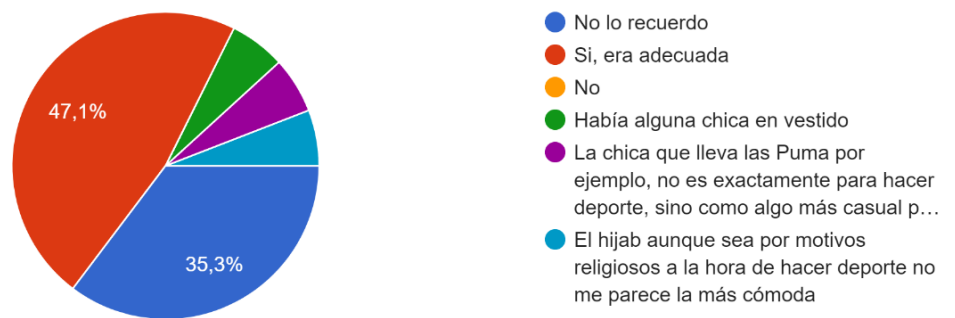 47,1%
35,3%
No lo recuerdo
Si, era adecuada
No
Había alguna chica en vestido
La chica que lleva las Puma por
ejemplo, no es exactamente para hacer
deporte, sino como algo más casual p…
El hijab aunque sea por motivos
religiosos a la hora de hacer deporte no
me parece la más cómoda